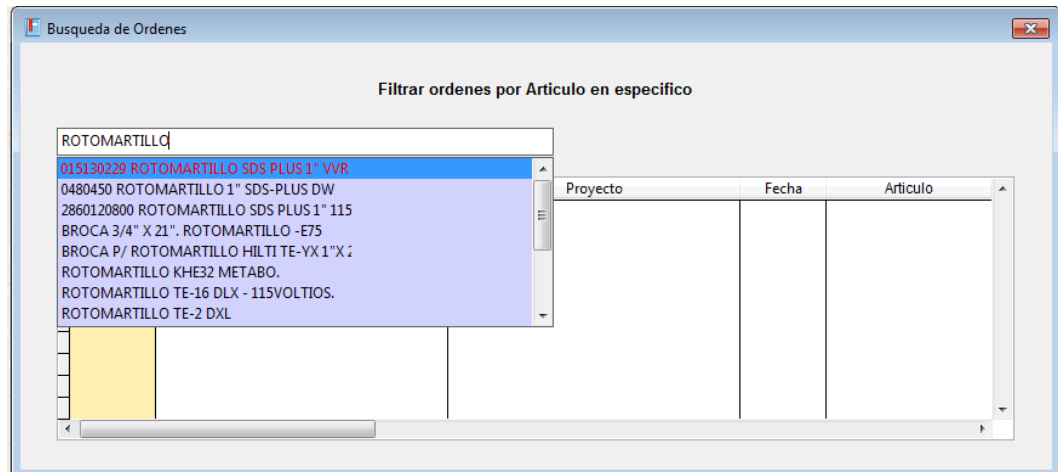 Busqueda de Ordenes
Filtrar ordenes por Articulo en especifico
ROTOMARTILLO
015130229 ROTOMARTILLO SDS PLUS 1" VVR
0480450 ROTOMARTILLO 1" SDS-PLUS DW
2860120800 ROTOMARTILLO SDS PLUS 1" 115
BROCA 3/4" X 21". ROTOMARTILLO -E75
BROCA P/ ROTOMARTILLO HILTI TE-YX 1"X
ROTOMARTILLO KHE32 METABO.
ROTOMARTILLO TE-16 DLX - 115VOLTIOS.
ROTOMARTILLO TE-2 DXL
Proyecto Fecha Articulo